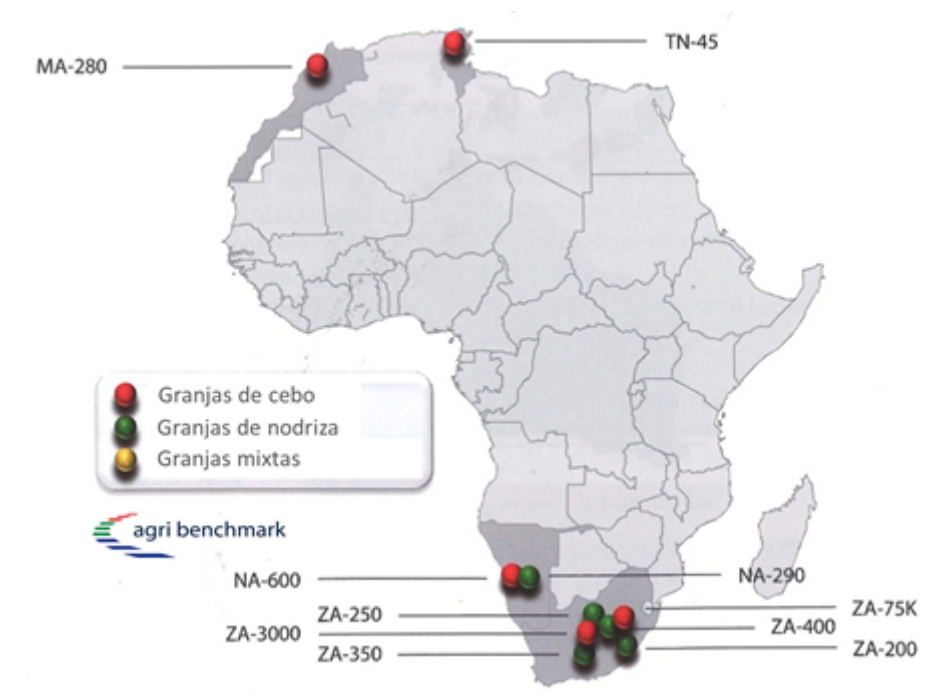 MA-280
TN-45
Granjas de cebo
Granjas de nodriza
Granjas mixtas
agri benchmark
NA-600
NA-290
ZA-250
ZA-75K
ZA-3000
ZA-400
ZA-350
ZA-200